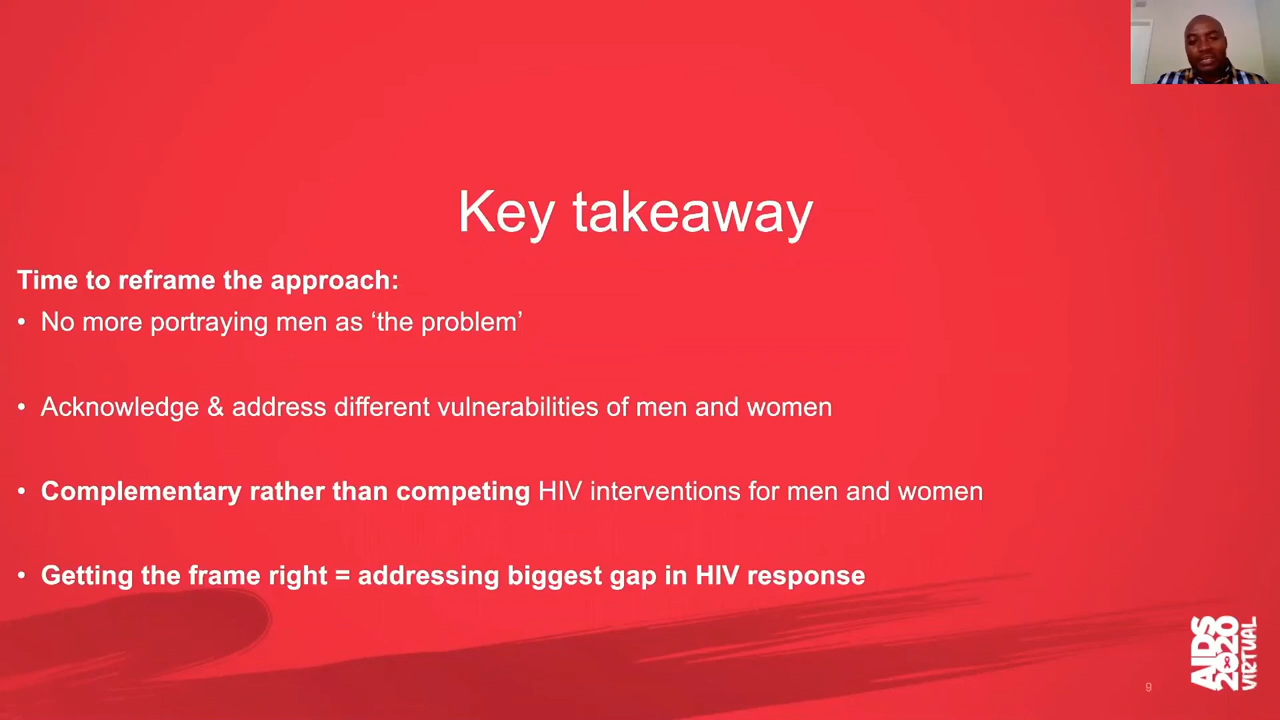 Key takeaway
Time to reframe the approach:
• No more portraying men as ‘the problem’
• Acknowledge & address different vulnerabilities of men and women
• Complementary rather than competing HIV interventions for men and women
• Getting the frame right = addressing biggest gap in HIV response
AIDS
2020
VIRTUAL
9